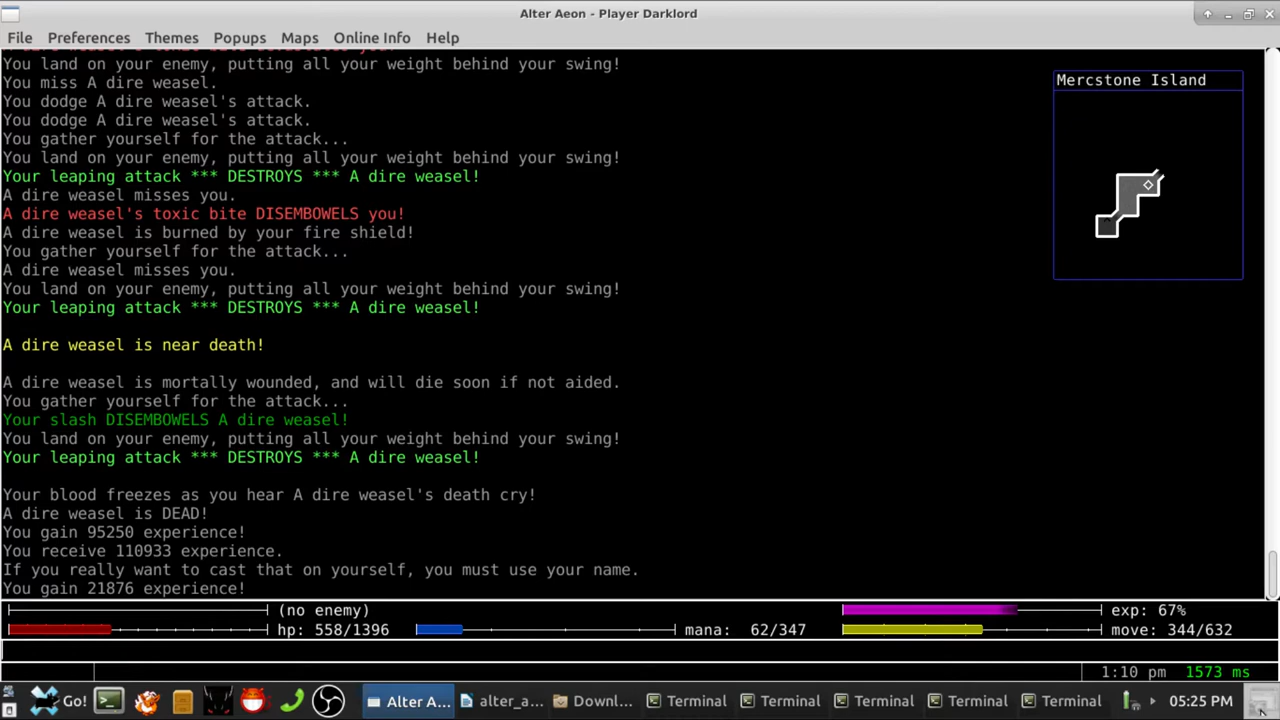 Alter Aeon - Player Darklord
File Preferences Themes Popups Maps Online Info Help
You land on your enemy, putting all your weight behind your swing!
You miss A dire weasel.
You dodge A dire weasel's attack.
You dodge A dire weasel's attack.
You gather yourself for the attack...
You land on your enemy, putting all your weight behind your swing!
Your leaping attack *** DESTROYS *** A dire weasel!
A dire weasel misses you.
A dire weasel's toxic bite DISEMBOWELS you!
A dire weasel is burned by your fire shield!
You gather yourself for the attack...
A dire weasel misses you.
You land on your enemy, putting all your weight behind your swing!
Your leaping attack *** DESTROYS *** A dire weasel!
A dire weasel is near death!
A dire weasel is mortally wounded, and will die soon if not aided.
You gather yourself for the attack...
Your slash DISEMBOWELS A dire weasel!
You land on your enemy, putting all your weight behind your swing!
Your leaping attack *** DESTROYS *** A dire weasel!
Your blood freezes as you hear A dire weasel's death cry!
A dire weasel is DEAD!
You gain 95250 experience!
You receive 110933 experience.
If you really want to cast that on yourself, you must use your name.
You gain 21876 experience!
Mercstone Island
(no enemy) exp: 67%
hp: 558/1396 mana: 62/347 move: 344/632
1:10 pm 1573 ms
Go! Alter A... alter_a... Downl... Terminal Terminal Terminal Terminal Terminal 05:25 PM